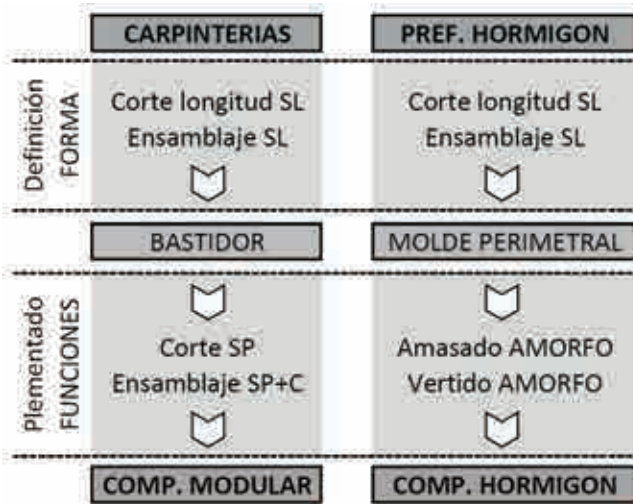 CARPINTERIAS PREF. HORMIGON
Definición
FORMA
Corte longitud SL Corte longitud SL
Ensamblaje SL Ensamblaje SL
BASTIDOR MOLDE PERIMETRAL
Plementado
FUNCIONES
Corte SP Amasado AMORFO
Ensamblaje SP+C Vertido AMORFO
COMP. MODULAR COMP. HORMIGON